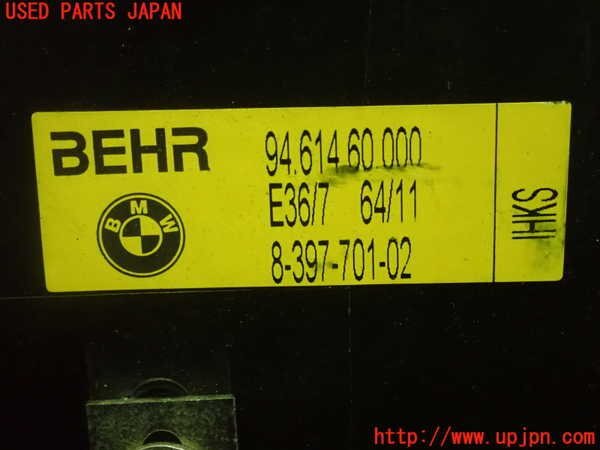 USED PARTS JAPAN
BEHR
94.614 60.000
E36/7 64/11
8-397-701-02
BMW
IHKS
http://www.upjpn.com/